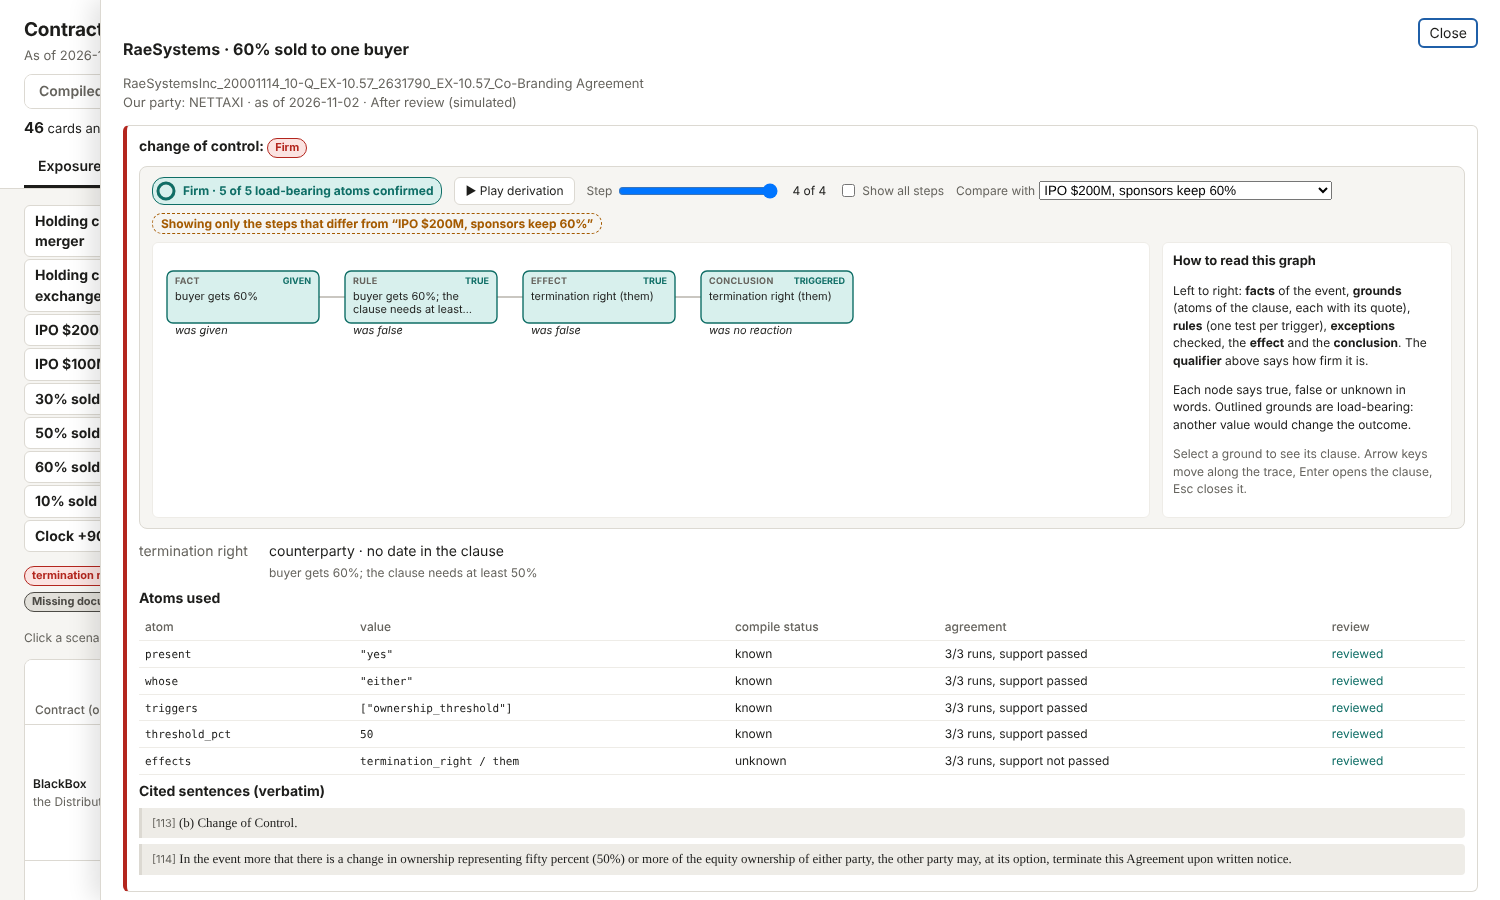 Contract
As of 2026-1
Compiled
46 cards an
Exposure
Holding c
merger
Holding c
exchange
IPO $200
IPO $100M
30% sold
50% sold
60% sold
10% sold
Clock +90
termination r
Missing docu
Click a scena
Contract (o
BlackBox
the Distribut
Close
RaeSystems · 60% sold to one buyer
RaeSystemsInc_20001114_10-Q_EX-10.57_2631790_EX-10.57_Co-Branding Agreement
Our party: NETTAXI · as of 2026-11-02 · After review (simulated)
change of control: Firm
Firm · 5 of 5 load-bearing atoms confirmed
▶ Play derivation
Step
4 of 4
Show all steps
Compare with
IPO $200M, sponsors keep 60%
Showing only the steps that differ from “IPO $200M, sponsors keep 60%”
FACT GIVEN
buyer gets 60%
was given
RULE TRUE
buyer gets 60%; the
clause needs at least…
was false
EFFECT TRUE
termination right (them)
was false
CONCLUSION TRIGGERED
termination right (them)
was no reaction
How to read this graph
Left to right: facts of the event, grounds
(atoms of the clause, each with its quote),
rules (one test per trigger), exceptions
checked, the effect and the conclusion. The
qualifier above says how firm it is.
Each node says true, false or unknown in
words. Outlined grounds are load-bearing:
another value would change the outcome.
Select a ground to see its clause. Arrow keys
move along the trace, Enter opens the clause,
Esc closes it.
termination right counterparty · no date in the clause
buyer gets 60%; the clause needs at least 50%
Atoms used
atom value compile status agreement review
present "yes" known 3/3 runs, support passed reviewed
whose "either" known 3/3 runs, support passed reviewed
triggers ["ownership_threshold"] known 3/3 runs, support passed reviewed
threshold_pct 50 known 3/3 runs, support passed reviewed
effects termination_right / them unknown 3/3 runs, support not passed reviewed
Cited sentences (verbatim)
[113] (b) Change of Control.
[114] In the event more that there is a change in ownership representing fifty percent (50%) or more of the equity ownership of either party, the other party may, at its option, terminate this Agreement upon written notice.